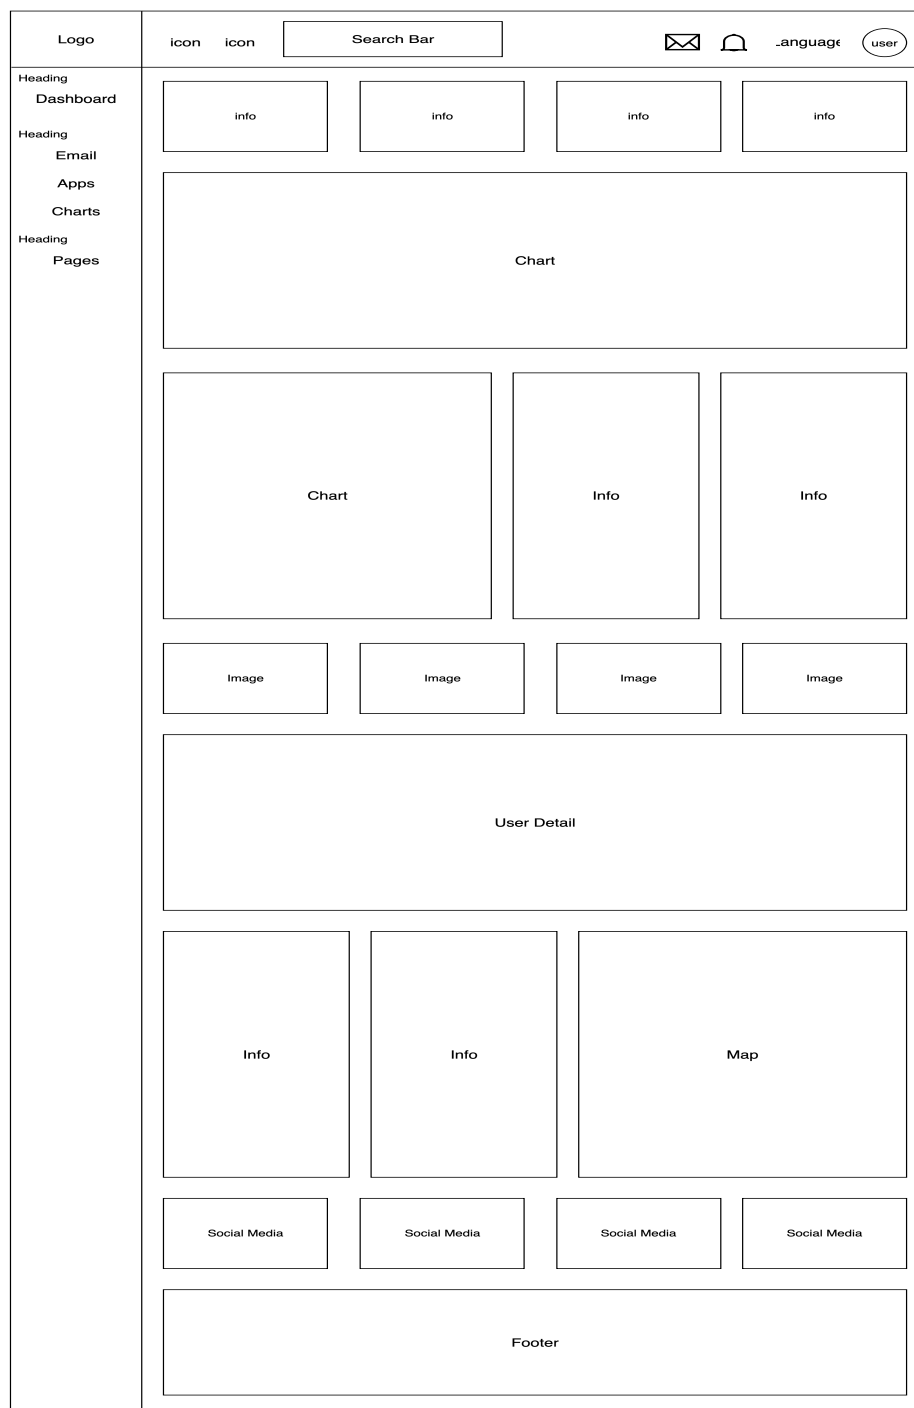 Logo
icon icon Search Bar anguage user
Heading
Dashboard
Heading
Email
Apps
Charts
Heading
Pages
info info info info
Chart
Chart Info Info
Image Image Image Image
User Detail
Info Info Map
Social Media Social Media Social Media Social Media
Footer